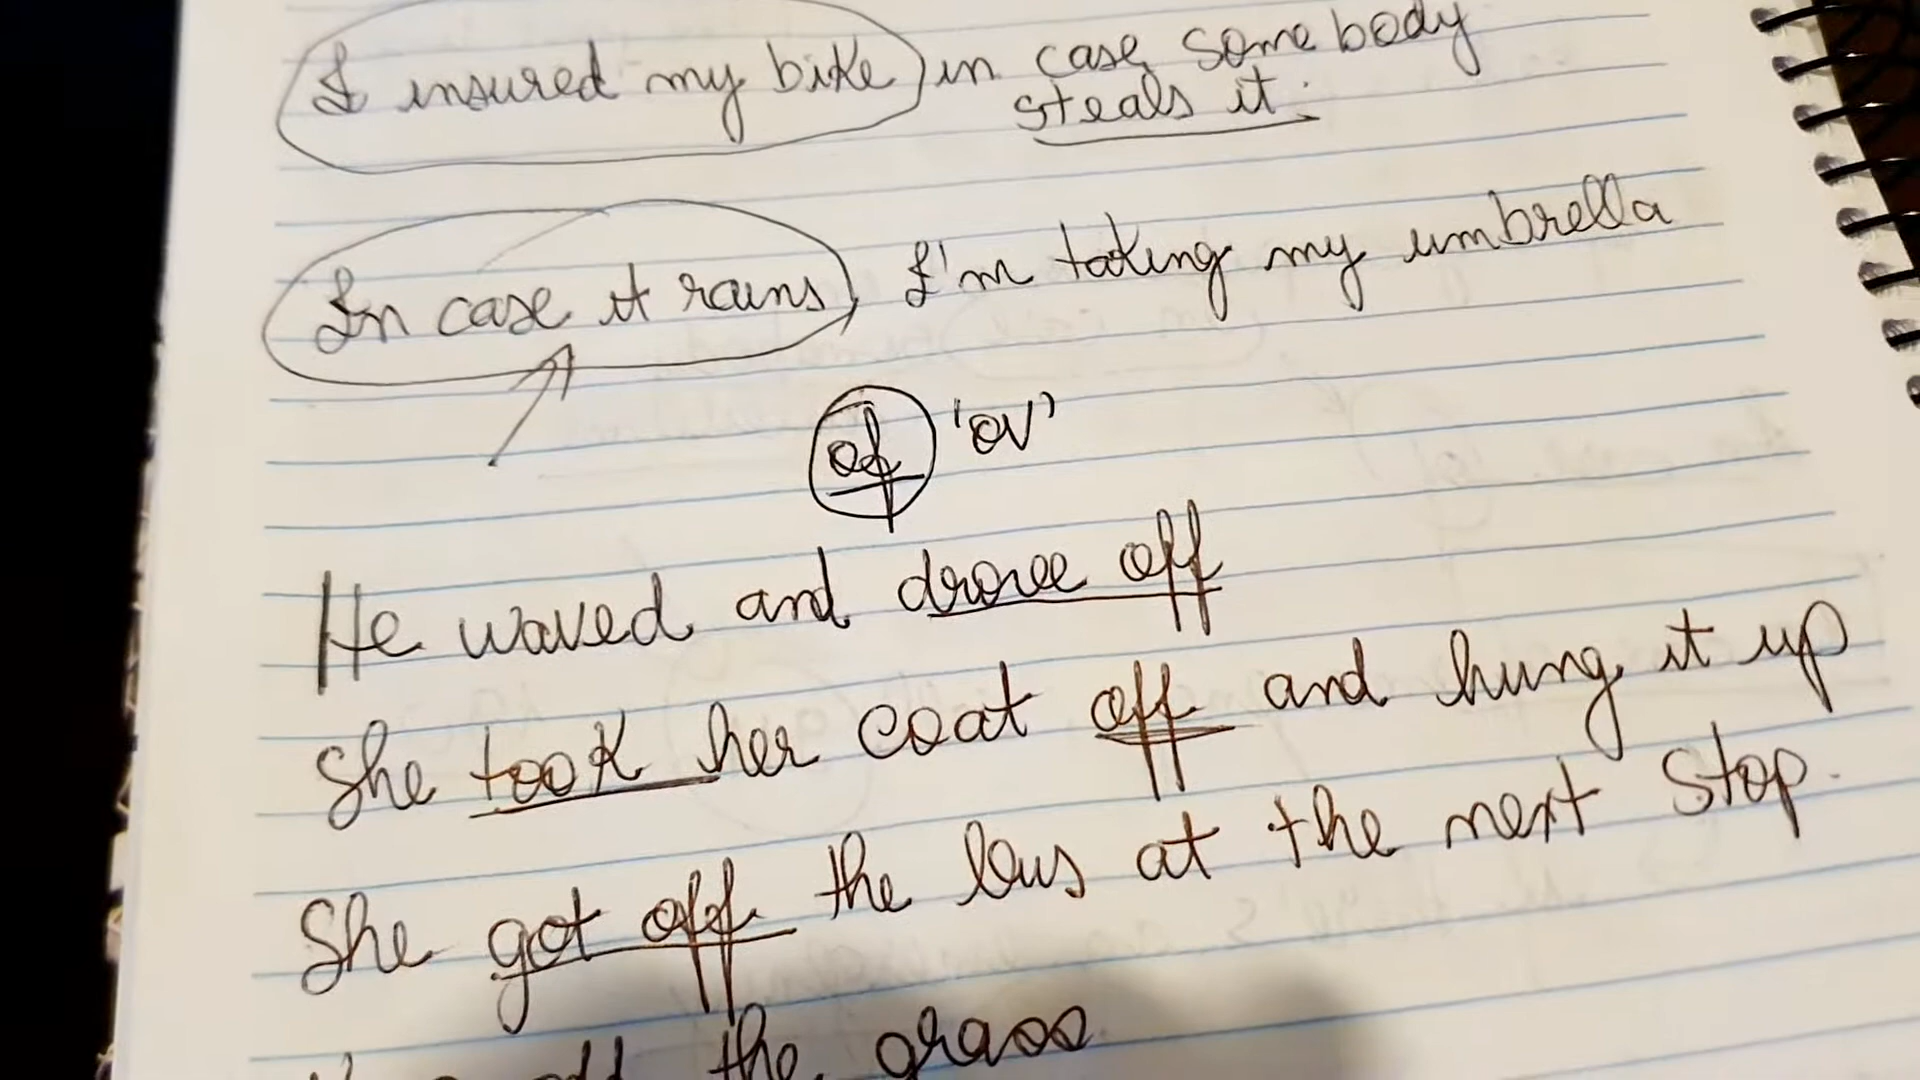 I insured my bike in case somebody
steals it.
In case it rains, I'm taking my umbrella
of 'ov'
He waved and drove off
She took her coat off and hung it up
She got off the bus at the next stop.
off the grass